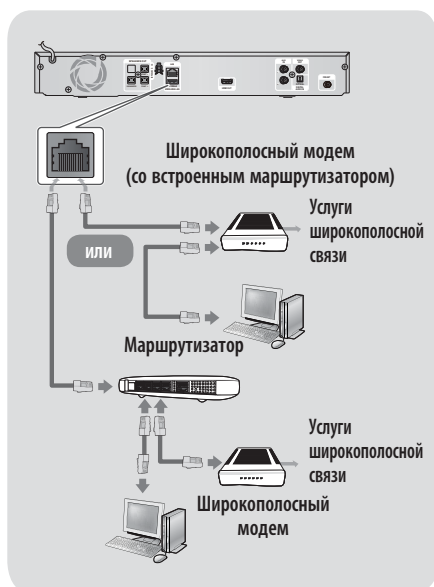 Широкополосный модем
(со встроенным маршрутизатором)
Услуги
широкополосной
связи
или
Маршрутизатор
Услуги
широкополосной
связи
Широкополосный
модем